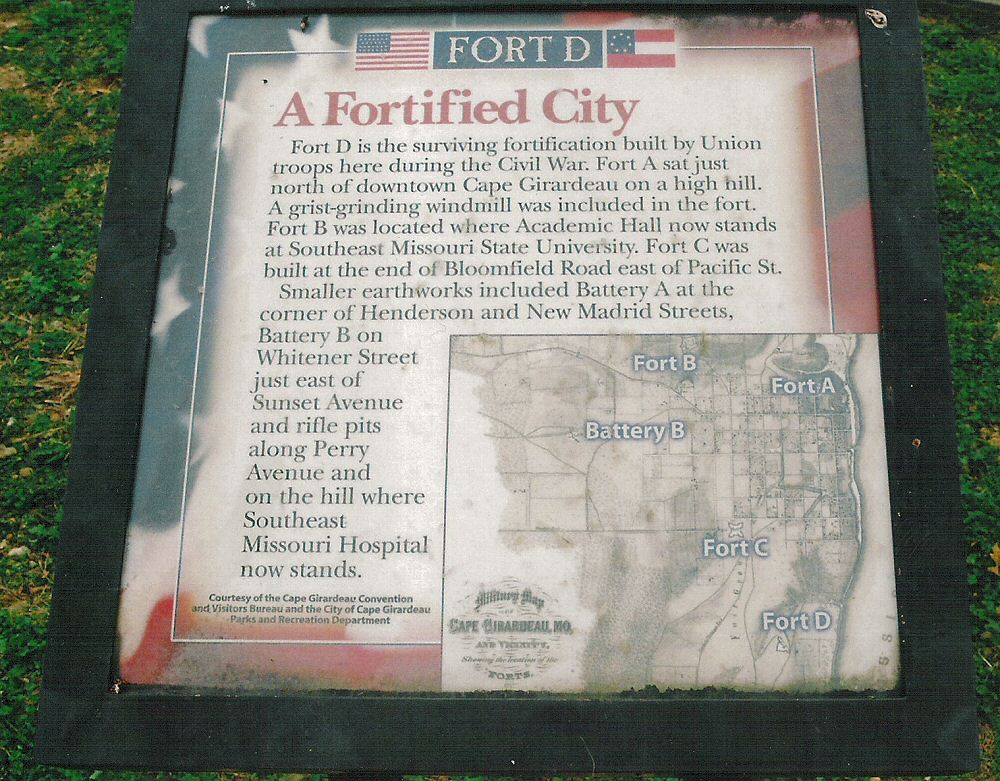 FORT D
A Fortified City
Fort D is the surviving fortification built by Union
troops here during the Civil War. Fort A sat just
north of downtown Cape Girardeau on a high hill.
A grist-grinding windmill was included in the fort.
Fort B was located where Academic Hall now stands
at Southeast Missouri State University. Fort C was
built at the end of Bloomfield Road east of Pacific St.
Smaller earthworks included Battery A at the
corner of Henderson and New Madrid Streets,
Battery B on
Whitener Street
just east of
Sunset Avenue
and rifle pits
along Perry
Avenue and
on the hill where
Southeast
Missouri Hospital
now stands.
Courtesy of the Cape Girardeau Convention
and Visitors Bureau and the City of Cape Girardeau
Parks and Recreation Department
Fort B
Fort A
Battery B
Fort C
Fort D
Military Map
OF
CAPE GIRARDEAU, MO.
AND VICINITY,
Showing the location of the
FORTS.